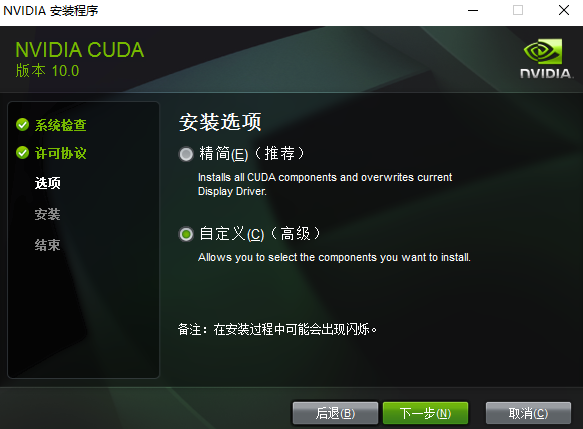 NVIDIA 安装程序
NVIDIA CUDA
版本 10.0
NVIDIA.
系统检查
许可协议
选项
安装
结束
安装选项
精简(E)（推荐）
Installs all CUDA components and overwrites current
Display Driver.
自定义(C)（高级）
Allows you to select the components you want to install.
备注：在安装过程中可能会出现闪烁。
后退(B)
下一步(N)
取消(C)